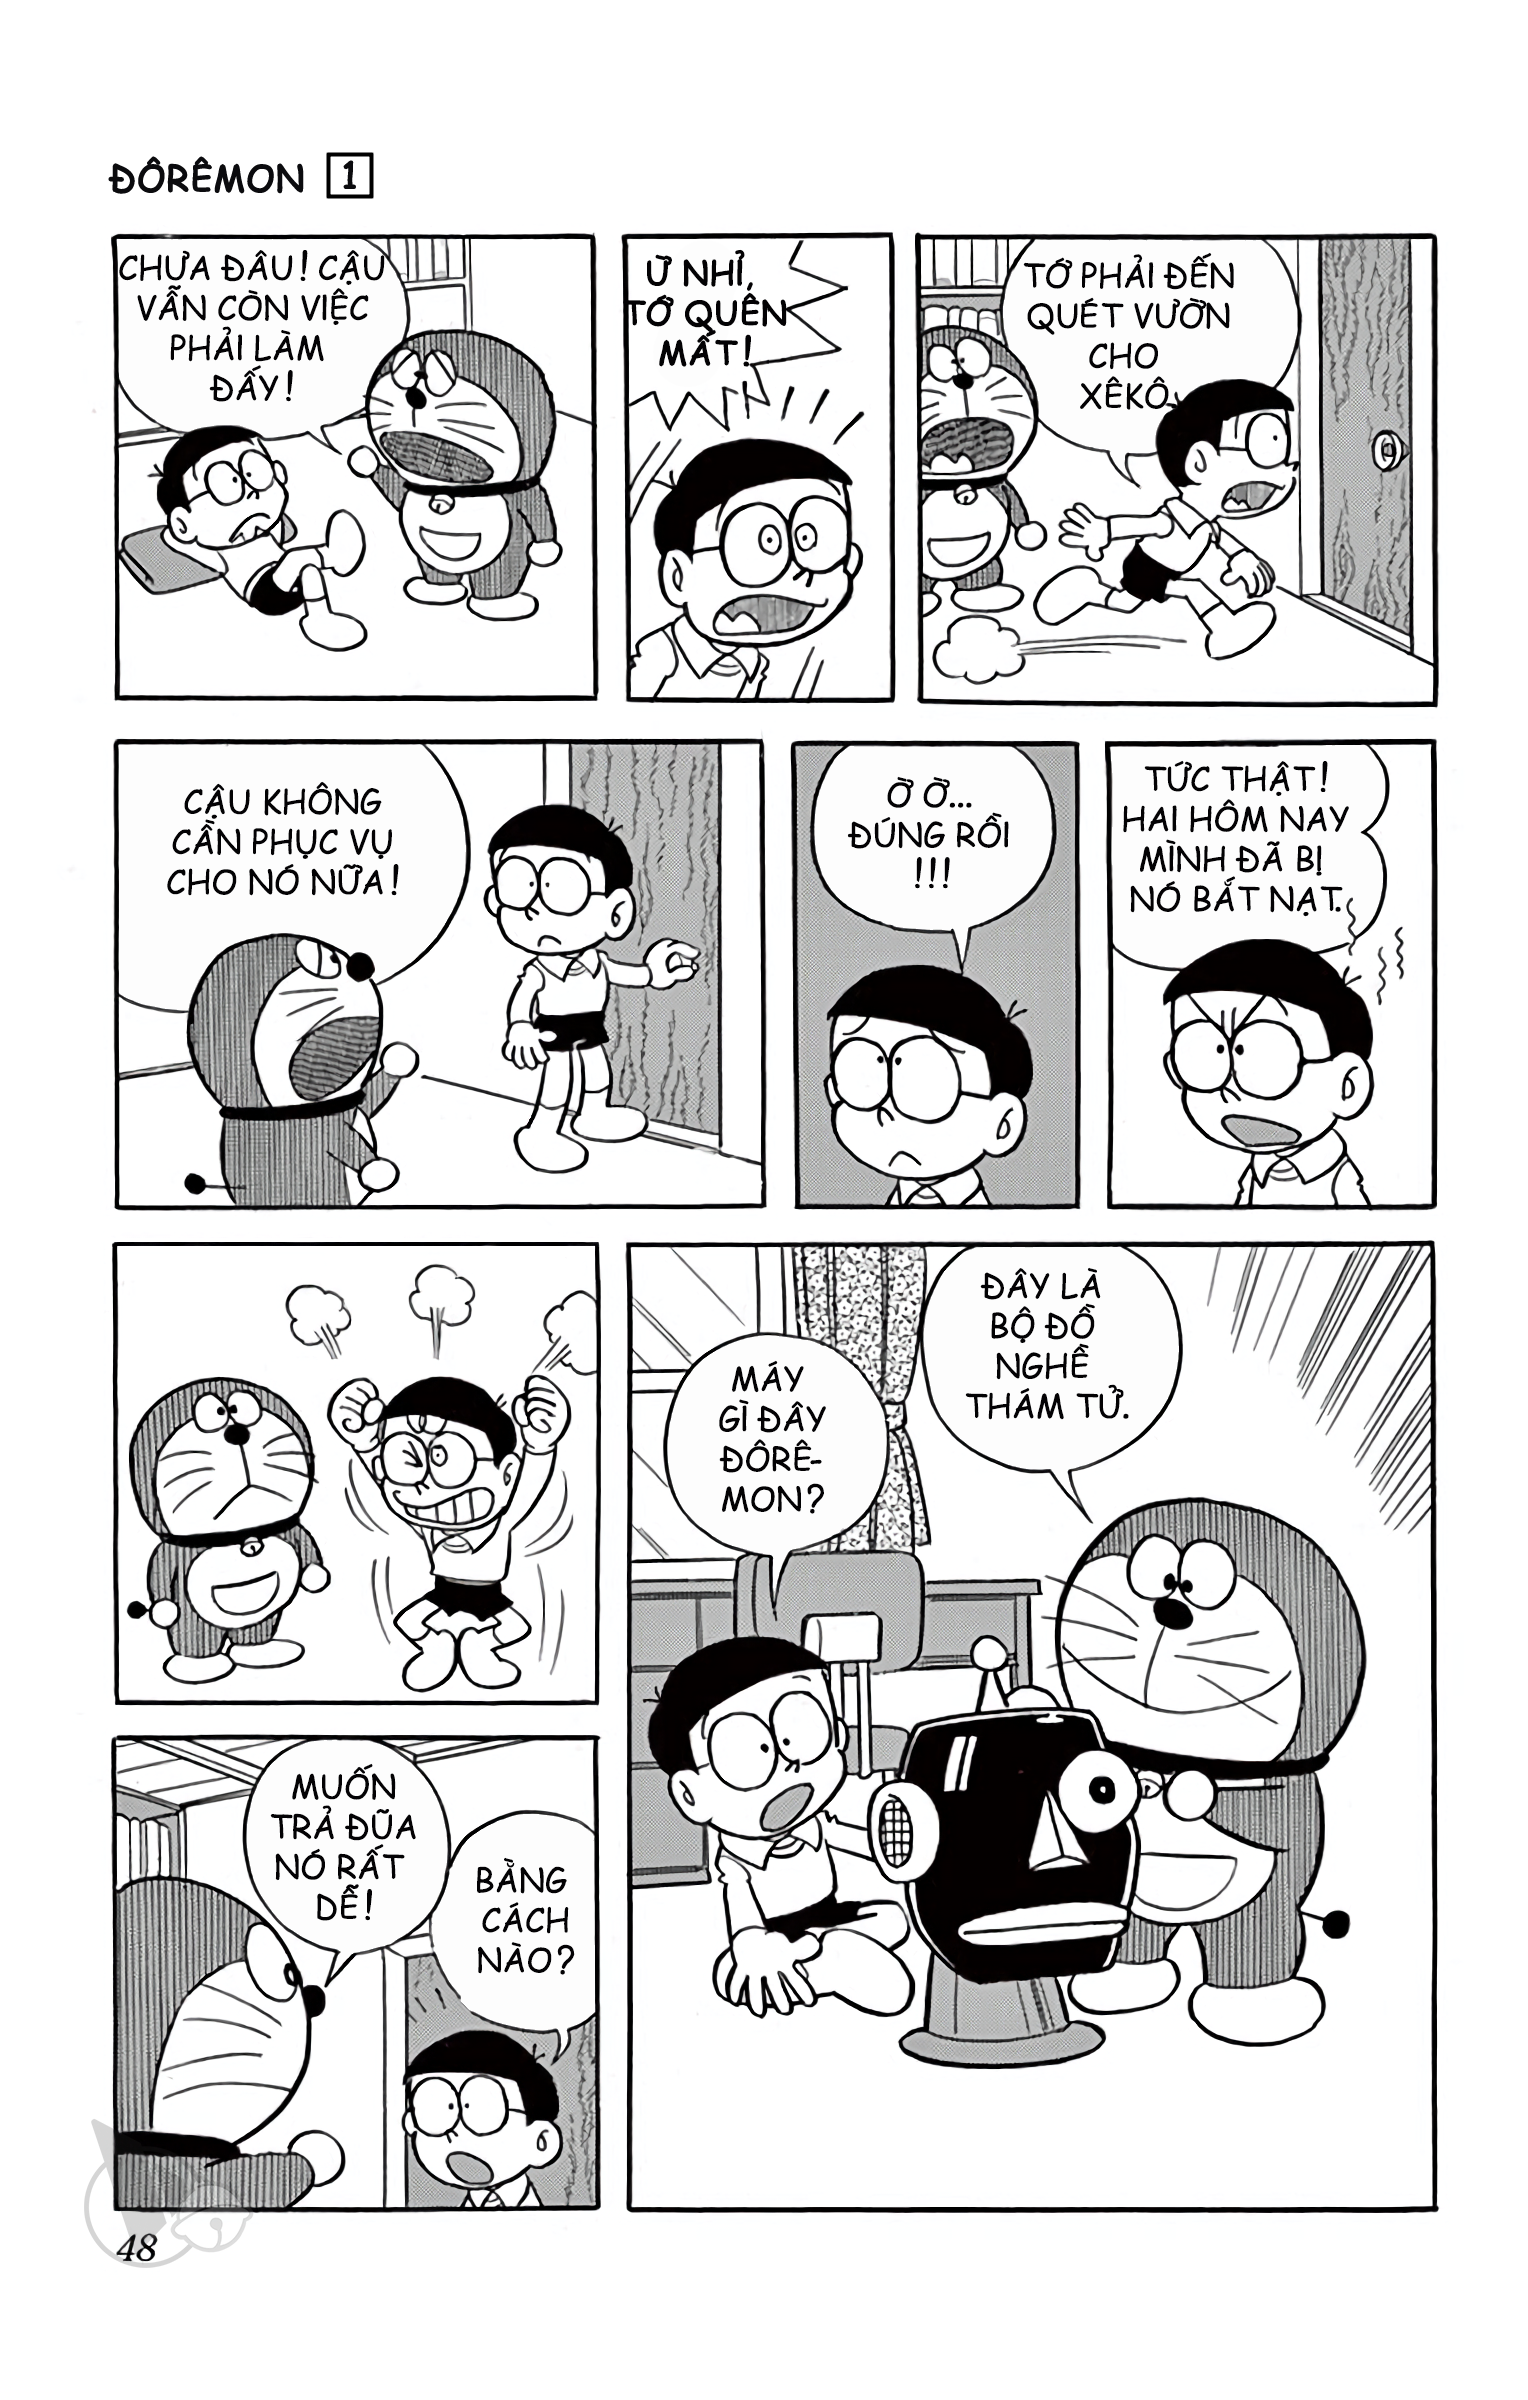 ĐÔRÊMON 1
CHƯA ĐÂU! CẬU
VẪN CÒN VIỆC
PHẢI LÀM
ĐẤY!
Ừ NHỈ,
TỚ QUÊN
MẤT!
TỚ PHẢI ĐẾN
QUÉT VƯỜN
CHO
XÊKÔ
CẬU KHÔNG
CẦN PHỤC VỤ
CHO NÓ NỮA!
Ờ Ờ...
ĐÚNG RỒI
!!!
TỨC THẬT!
HAI HÔM NAY
MÌNH ĐÃ BỊ
NÓ BẮT NẠT.
MUỐN
TRẢ ĐŨA
NÓ RẤT
DỄ!
BẰNG
CÁCH
NÀO?
MÁY
GÌ ĐÂY
ĐÔRÊ-
MON?
ĐÂY LÀ
BỘ ĐỒ
NGHỀ
THÁM TỬ.
48